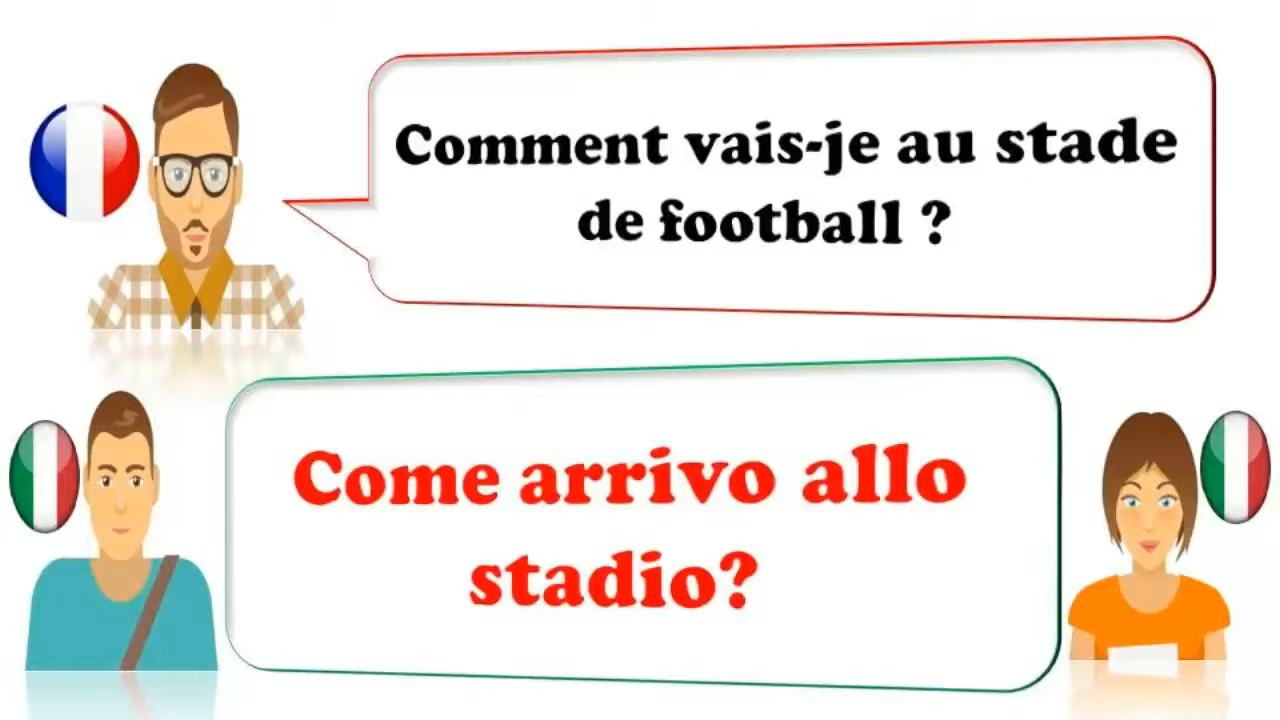 Comment vais-je au stade
de football ?
Come arrivo allo
stadio?